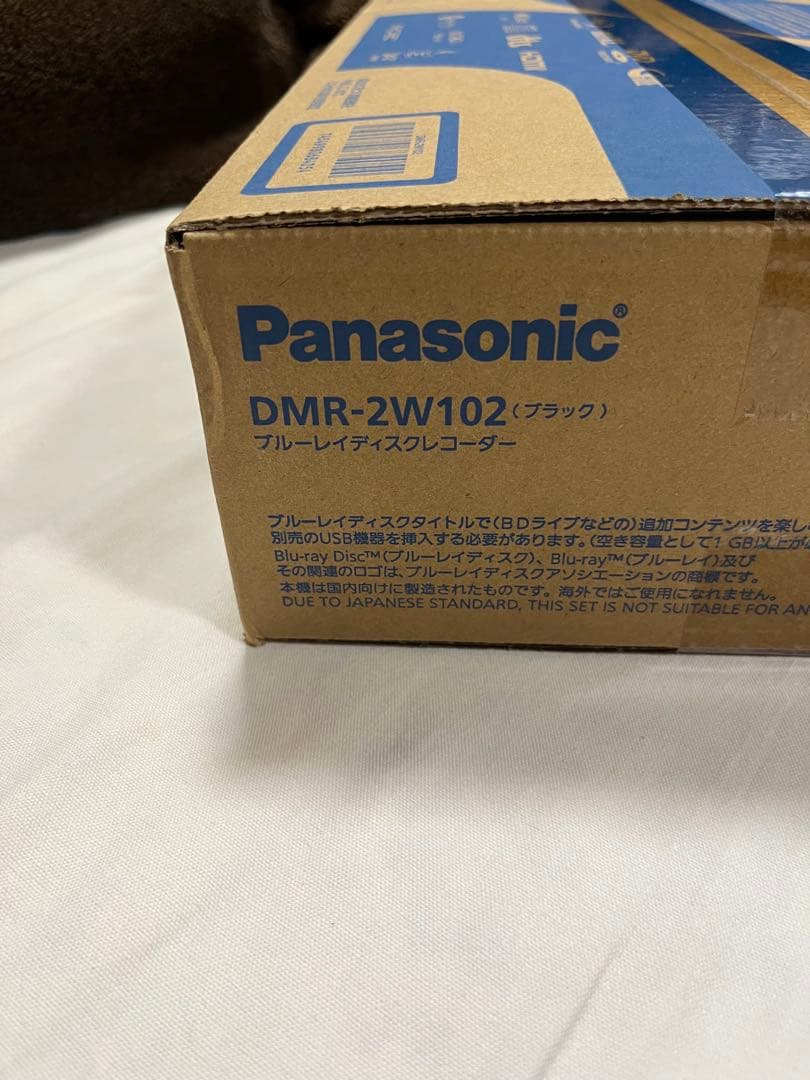 DMR-2W102
Panasonic®
DMR-2W102(ブラック)
ブルーレイディスクレコーダー
ブルーレイディスクタイトルで(BDライブなどの)追加コンテンツを楽し
別売のUSB機器を挿入する必要があります。(空き容量として1 GB以上が
Blu-ray Disc™(ブルーレイディスク)、Blu-ray™(ブルーレイ)及び
その関連のロゴは、ブルーレイディスクアソシエーションの商標です。
本機は国内向けに製造されたものです。海外ではご使用になれません。
DUE TO JAPANESE STANDARD, THIS SET IS NOT SUITABLE FOR AN